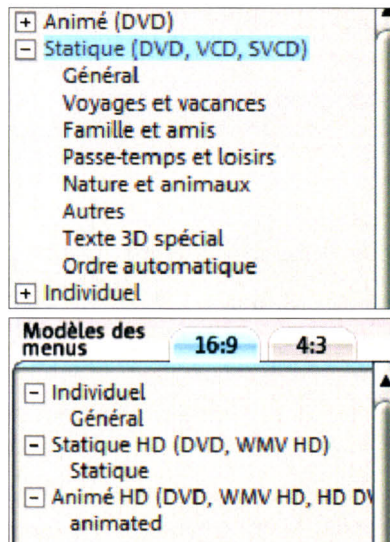 Animé (DVD)
Statique (DVD, VCD, SVCD)
Général
Voyages et vacances
Famille et amis
Passe-temps et loisirs
Nature et animaux
Autres
Texte 3D spécial
Ordre automatique
Individuel
Modèles des
menus
16:9 4:3
Individuel
Général
Statique HD (DVD, WMV HD)
Statique
Animé HD (DVD, WMV HD, HD
animated